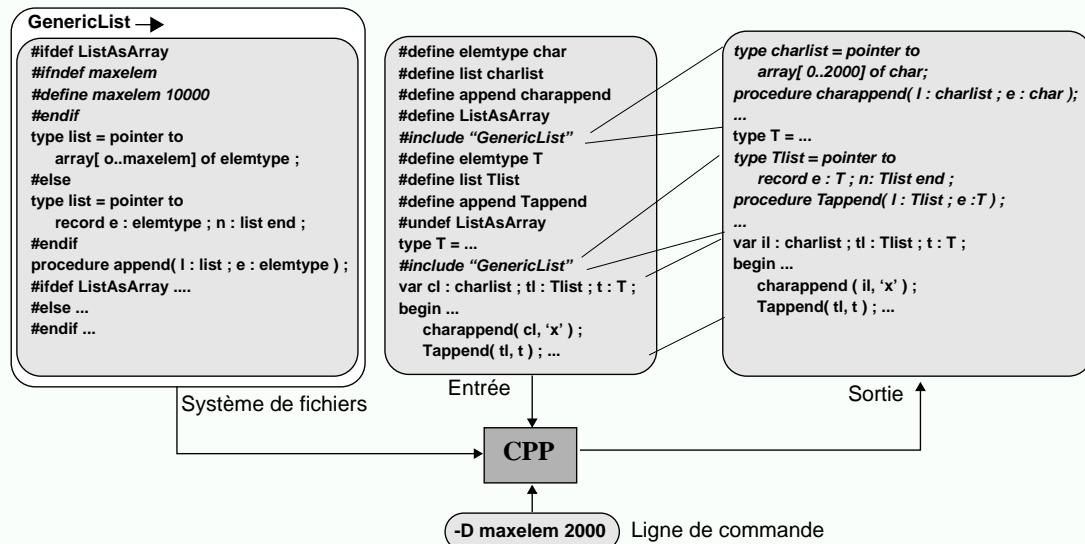 GenericList
#ifdef ListAsArray
#ifndef maxelem
#define maxelem 10000
#endif
type list = pointer to
array[ o..maxelem] of elemtype ;
#else
type list = pointer to
record e : elemtype ; n : list end ;
#endif
procedure append( l : list ; e : elemtype ) ;
#ifdef ListAsArray ....
#else ...
#endif ...
Système de fichiers
#define elemtype char
#define list charlist
#define append charappend
#define ListAsArray
#include “GenericList”
#define elemtype T
#define list Tlist
#define append Tappend
#undef ListAsArray
type T = ...
#include “GenericList”
var cl : charlist ; tl : Tlist ; t : T ;
begin ...
charappend( cl, ‘x’ ) ;
Tappend( tl, t ) ; ...
Entrée
type charlist = pointer to
array[ 0..2000] of char;
procedure charappend( l : charlist ; e : char );
...
type T = ...
type Tlist = pointer to
record e : T ; n: Tlist end ;
procedure Tappend( l : Tlist ; e :T ) ;
...
var il : charlist ; tl : Tlist ; t : T ;
begin ...
charappend ( il, ‘x’ ) ;
Tappend( tl, t ) ; ...
Sortie
CPP
-D maxelem 2000
Ligne de commande